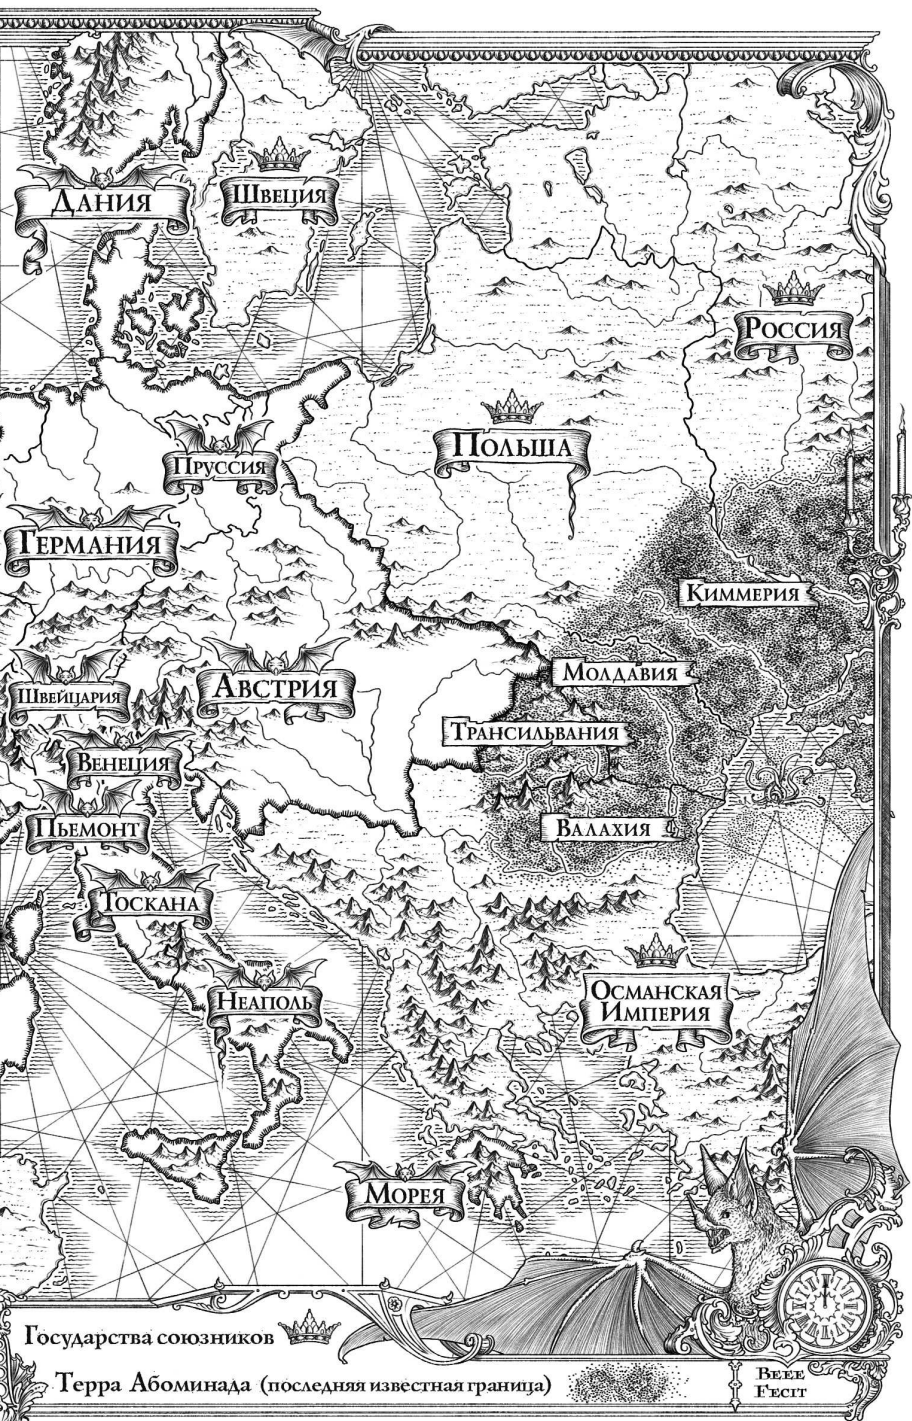 Дания
Швеция
Россия
Польша
Пруссия
Германия
Киммерия
Молдавия
Швейцария
Австрия
Трансильвания
Венеция
Пьемонт
Валахия
Тоскана
Неаполь
Османская
Империя
Морея
Государства союзников
Терра Абоминада (последняя известная граница)
Beee
Fecit